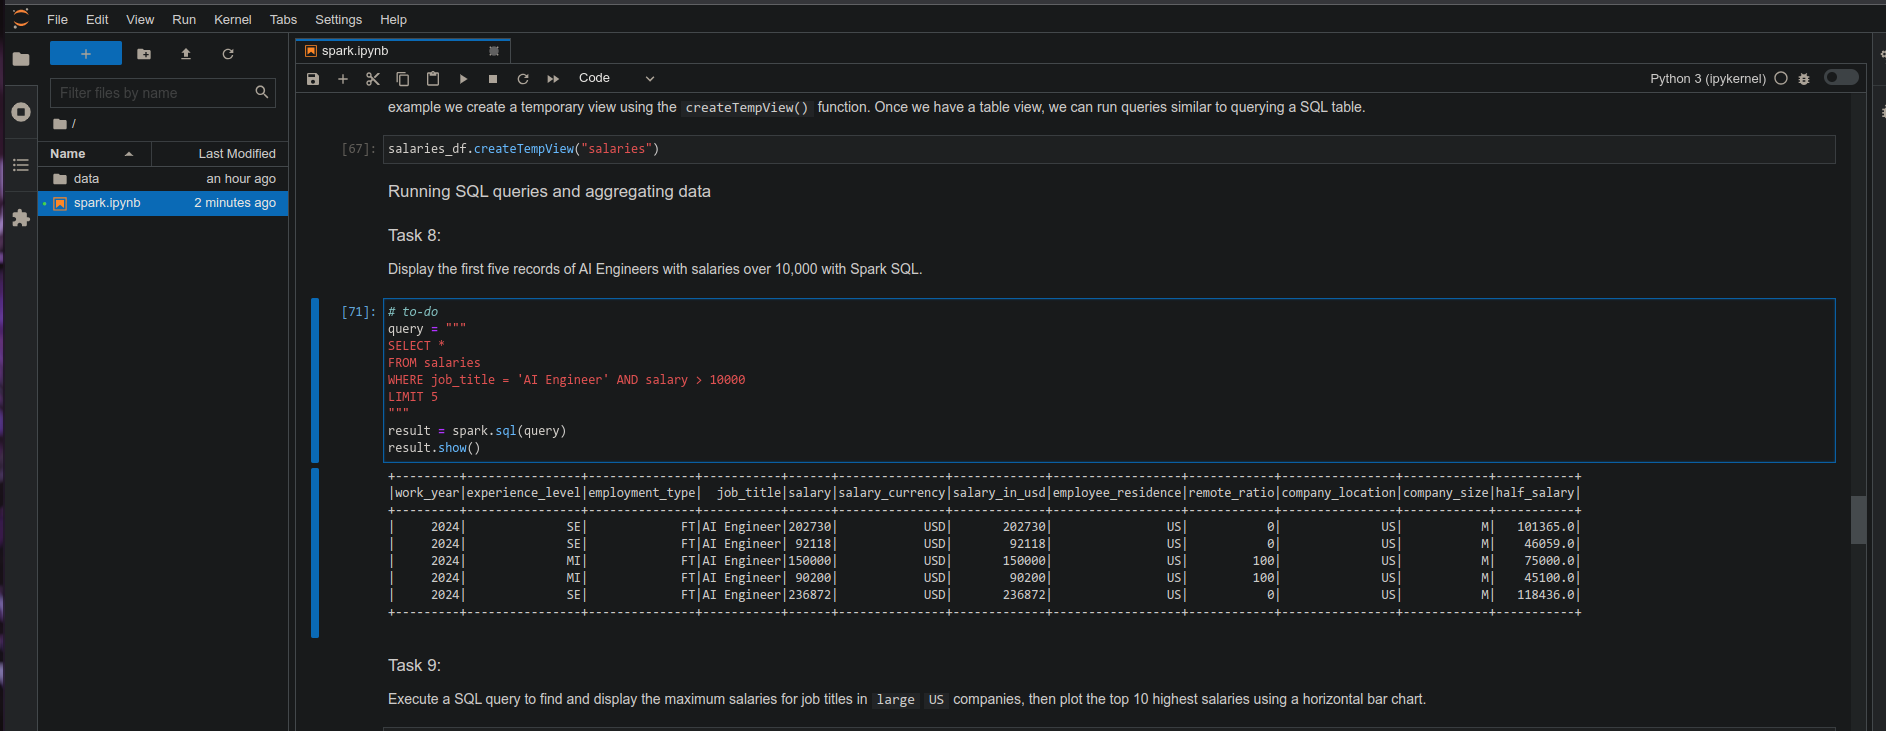 File Edit View Run Kernel Tabs Settings Help
+
Filter files by name
/
Name Last Modified
data an hour ago
spark.ipynb 2 minutes ago
spark.ipynb
Code
Python 3 (ipykernel)
example we create a temporary view using the createTempView() function. Once we have a table view, we can run queries similar to querying a SQL table.
[67]: salaries_df.createTempView("salaries")
Running SQL queries and aggregating data
Task 8:
Display the first five records of AI Engineers with salaries over 10,000 with Spark SQL.
[71]: # to-do
query = """
SELECT *
FROM salaries
WHERE job_title = 'AI Engineer' AND salary > 10000
LIMIT 5
"""
result = spark.sql(query)
result.show()
+---------+----------------+---------------+-----------+------+---------------+-------------+------------------+------------+----------------+------------+-----------+
|work_year|experience_level|employment_type|  job_title|salary|salary_currency|salary_in_usd|employee_residence|remote_ratio|company_location|company_size|half_salary|
+---------+----------------+---------------+-----------+------+---------------+-------------+------------------+------------+----------------+------------+-----------+
|     2024|              SE|             FT|AI Engineer|202730|            USD|       202730|                US|           0|              US|           M|   101365.0|
|     2024|              SE|             FT|AI Engineer| 92118|            USD|        92118|                US|           0|              US|           M|    46059.0|
|     2024|              MI|             FT|AI Engineer|150000|            USD|       150000|                US|         100|              US|           M|    75000.0|
|     2024|              MI|             FT|AI Engineer| 90200|            USD|        90200|                US|         100|              US|           M|    45100.0|
|     2024|              SE|             FT|AI Engineer|236872|            USD|       236872|                US|           0|              US|           M|   118436.0|
+---------+----------------+---------------+-----------+------+---------------+-------------+------------------+------------+----------------+------------+-----------+
Task 9:
Execute a SQL query to find and display the maximum salaries for job titles in large US companies, then plot the top 10 highest salaries using a horizontal bar chart.